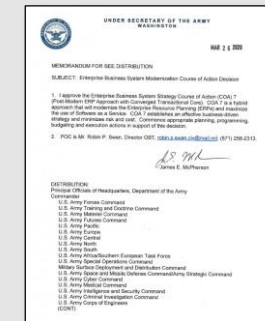 UNDER SECRETARY OF THE ARMY
WASHINGTON
MAR 2 2020
MEMORANDUM FOR SEE DISTRIBUTION
SUBJECT: Enterprise Business System Modernization Course of Action Decision
1. I approve the Enterprise Business System Strategy Course of Action (COA) 7
(Post-Modern ERP Approach with Converged Transactional Core). COA 7 is a hybrid
approach that will modernize the Enterprise Resource Planning (ERPs) and maximize
the use of Software as a Service. COA 7 establishes an effective business-driven
strategy and minimizes risk and cost. Commence appropriate planning, programming,
budgeting and execution actions in support of this decision.
2. POC is Mr. Robin P. Swan, Director OBT, (571) 256-2313.
James E. McPherson
DISTRIBUTION:
Principal Officials of Headquarters, Department of the Army
Commander
U.S. Army Forces Command
U.S. Army Training and Doctrine Command
U.S. Army Materiel Command
U.S. Army Futures Command
U.S. Army Pacific
U.S. Army Europe
U.S. Army Central
U.S. Army North
U.S. Army South
U.S. Army Africa/Southern European Task Force
U.S. Army Special Operations Command
Military Surface Deployment and Distribution Command
U.S. Army Space and Missile Defense Command/Army Strategic Command
U.S. Army Cyber Command
U.S. Army Medical Command
U.S. Army Intelligence and Security Command
U.S. Army Criminal Investigation Command
U.S. Army Corps of Engineers
(CONT)